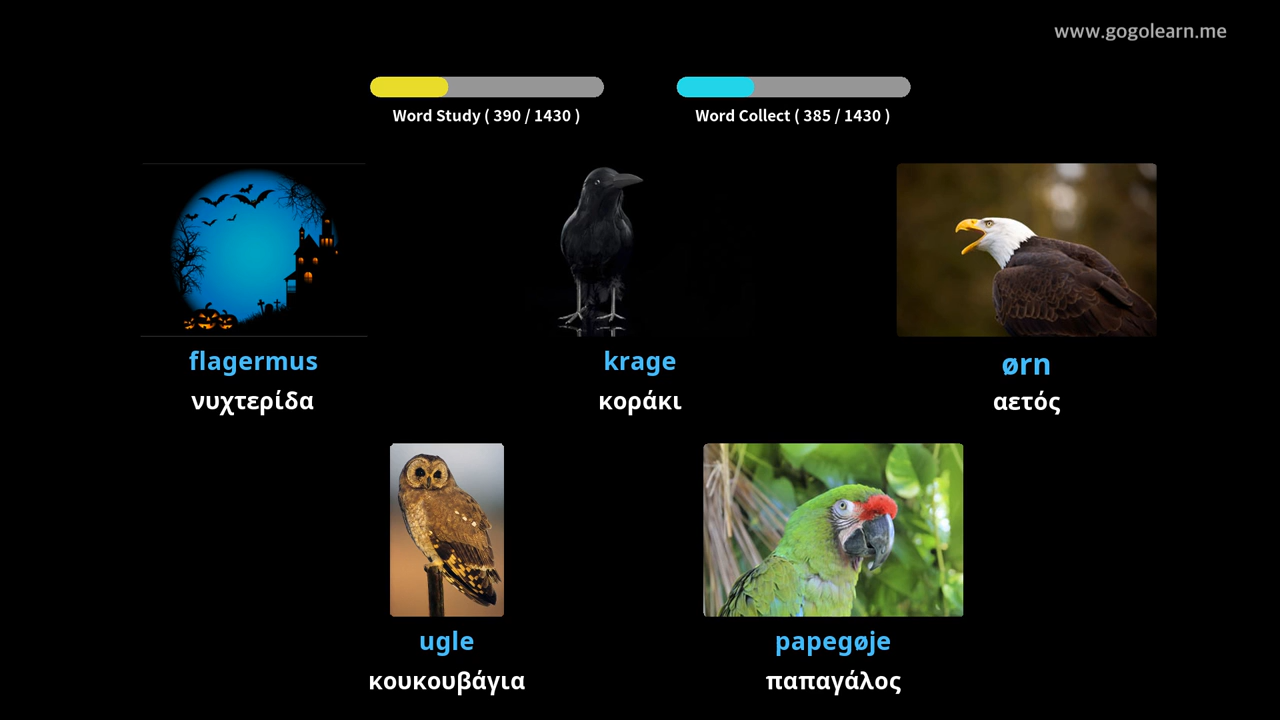 www.gogolearn.me
Word Study ( 390 / 1430 )
Word Collect ( 385 / 1430 )
flagermus
νυχτερίδα
krage
κοράκι
ørn
αετός
ugle
κουκουβάγια
papegøje
παπαγάλος